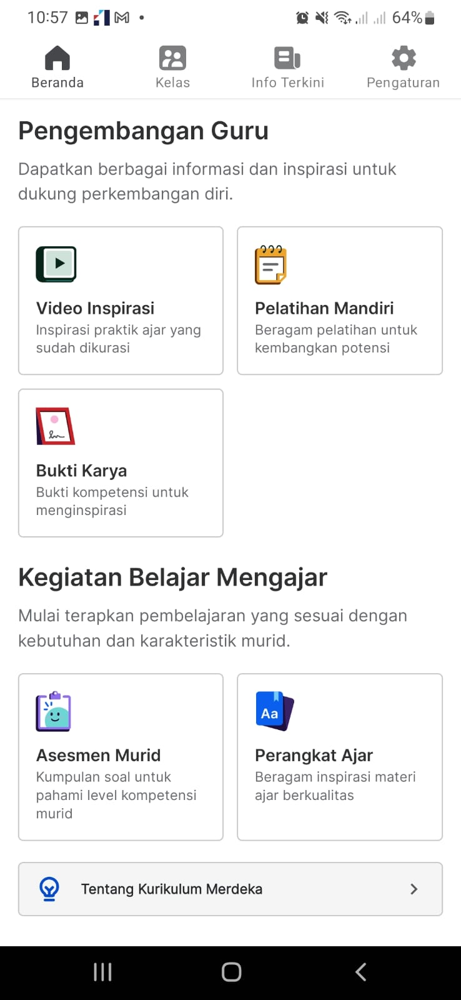 10:57
64%
Beranda
Kelas
Info Terkini
Pengaturan
Pengembangan Guru
Dapatkan berbagai informasi dan inspirasi untuk
dukung perkembangan diri.
Video Inspirasi
Inspirasi praktik ajar yang
sudah dikurasi
Pelatihan Mandiri
Beragam pelatihan untuk
kembangkan potensi
Bukti Karya
Bukti kompetensi untuk
menginspirasi
Kegiatan Belajar Mengajar
Mulai terapkan pembelajaran yang sesuai dengan
kebutuhan dan karakteristik murid.
Asesmen Murid
Kumpulan soal untuk
pahami level kompetensi
murid
Aa
Perangkat Ajar
Beragam inspirasi materi
ajar berkualitas
Tentang Kurikulum Merdeka